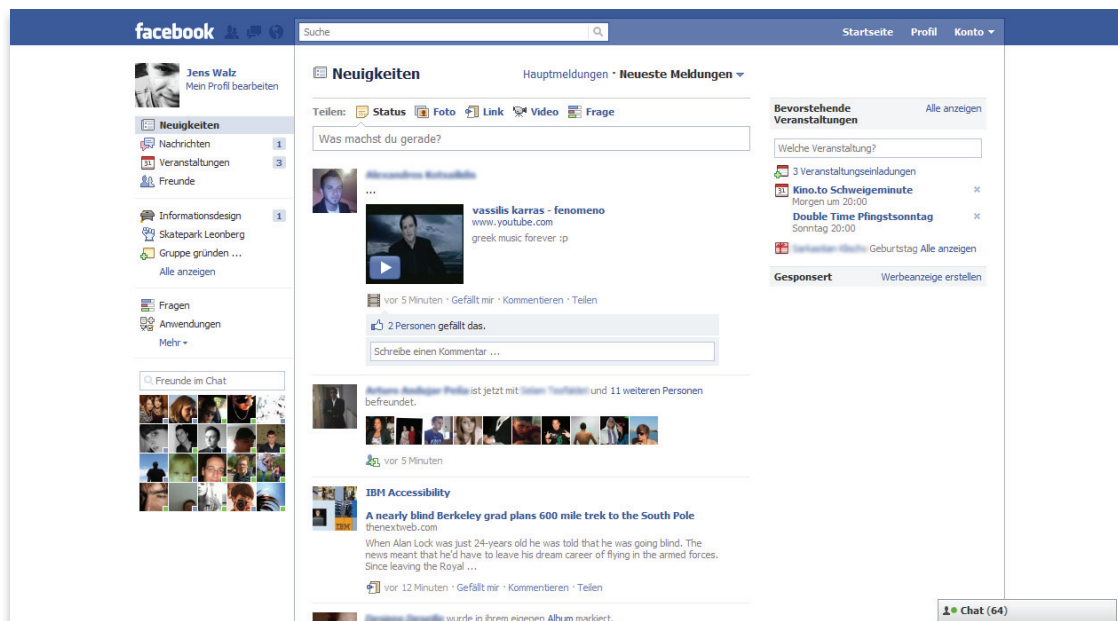 facebook
Suche
Startseite Profil Konto
Jens Walz
Mein Profil bearbeiten
Neuigkeiten
Nachrichten 1
31 Veranstaltungen 3
Freunde
Informationsdesign 1
Skatepark Leonberg
Gruppe gründen ...
Alle anzeigen
Fragen
Anwendungen
Mehr
Freunde im Chat
Neuigkeiten
Hauptmeldungen · Neueste Meldungen
Teilen: Status Foto Link Video Frage
Was machst du gerade?
...
vassilis karras - fenomeno
www.youtube.com
greek music forever :p
vor 5 Minuten · Gefällt mir · Kommentieren · Teilen
2 Personen gefällt das.
Schreibe einen Kommentar ...
ist jetzt mit und 11 weiteren Personen
befreundet.
vor 5 Minuten
IBM Accessibility
IBM
A nearly blind Berkeley grad plans 600 mile trek to the South Pole
thenextweb.com
When Alan Lock was just 24-years old he was told that he was going blind. The
news meant that he'd have to leave his dream career of flying in the armed forces.
Since leaving the Royal ...
vor 12 Minuten · Gefällt mir · Kommentieren · Teilen
wurde in ihrem eigenen Album markiert.
Bevorstehende
Veranstaltungen
Alle anzeigen
Welche Veranstaltung?
3 Veranstaltungseinladungen
31 Kino.to Schweigeminute ×
Morgen um 20:00
Double Time Pfingstsonntag ×
Sonntag 20:00
Geburtstag Alle anzeigen
Gesponsert Werbeanzeige erstellen
Chat (64)